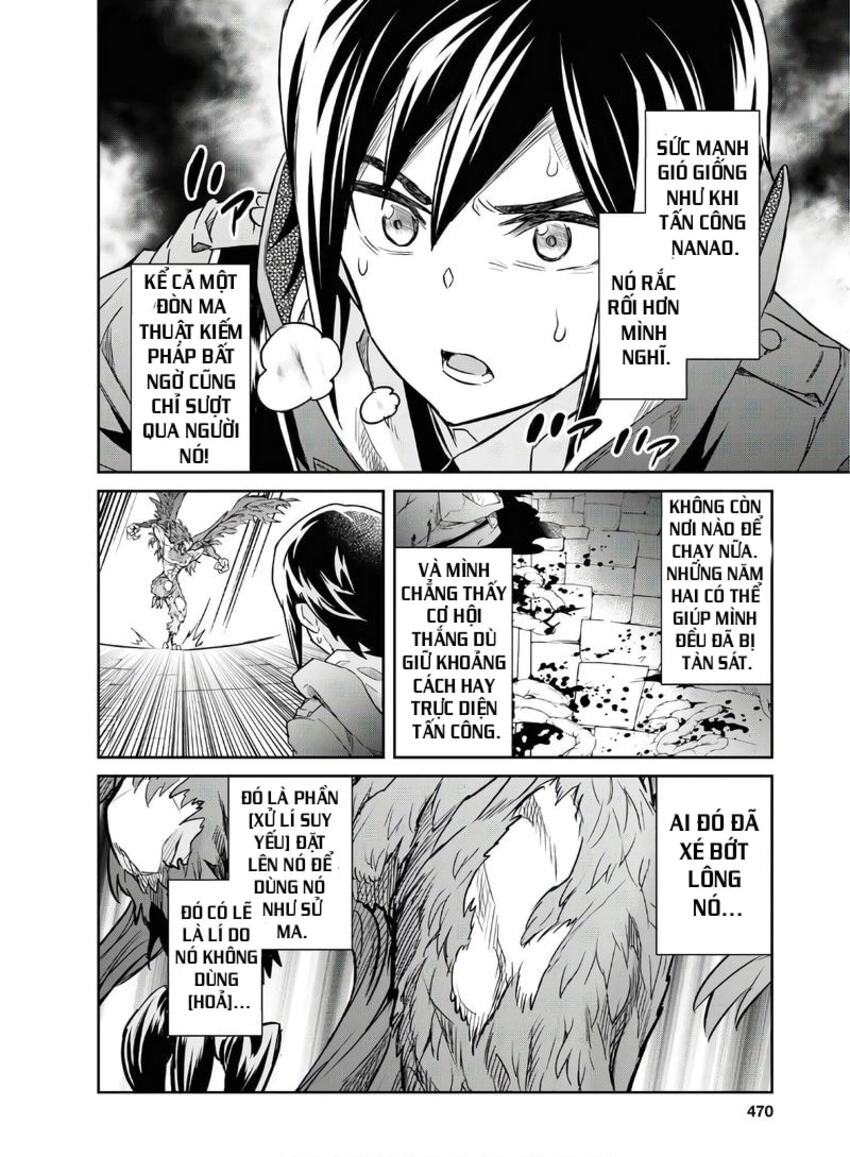 SỨC MẠNH
GIÓ GIỐNG
NHƯ KHI
TẤN CÔNG
NANAO.
NÓ RẮC
RỐI HƠN
MÌNH
NGHĨ.
KỂ CẢ MỘT
ĐÒN MA
THUẬT KIẾM
PHÁP BẤT
NGỜ CŨNG
CHỈ SƯỢT
QUA NGƯỜI
NÓ!
KHÔNG CÒN
NƠI NÀO ĐỂ
CHẠY NỮA.
NHỮNG NĂM
HAI CÓ THỂ
GIÚP MÌNH
ĐỀU ĐÃ BỊ
TÀN SÁT.
VÀ MÌNH
CHẲNG THẤY
CƠ HỘI
THẮNG DÙ
GIỮ KHOẢNG
CÁCH HAY
TRỰC DIỆN
TẤN CÔNG.
AI ĐÓ ĐÃ
XÉ BỚT
LÔNG
NÓ...
ĐÓ LÀ PHẦN
[XỬ LÍ SUY
YẾU] ĐẶT
LÊN NÓ ĐỂ
DÙNG NÓ
NHƯ SỬ
MA.
ĐÓ CÓ LẼ
LÀ LÍ DO
NÓ KHÔNG
DÙNG
[HOẢ]...
470